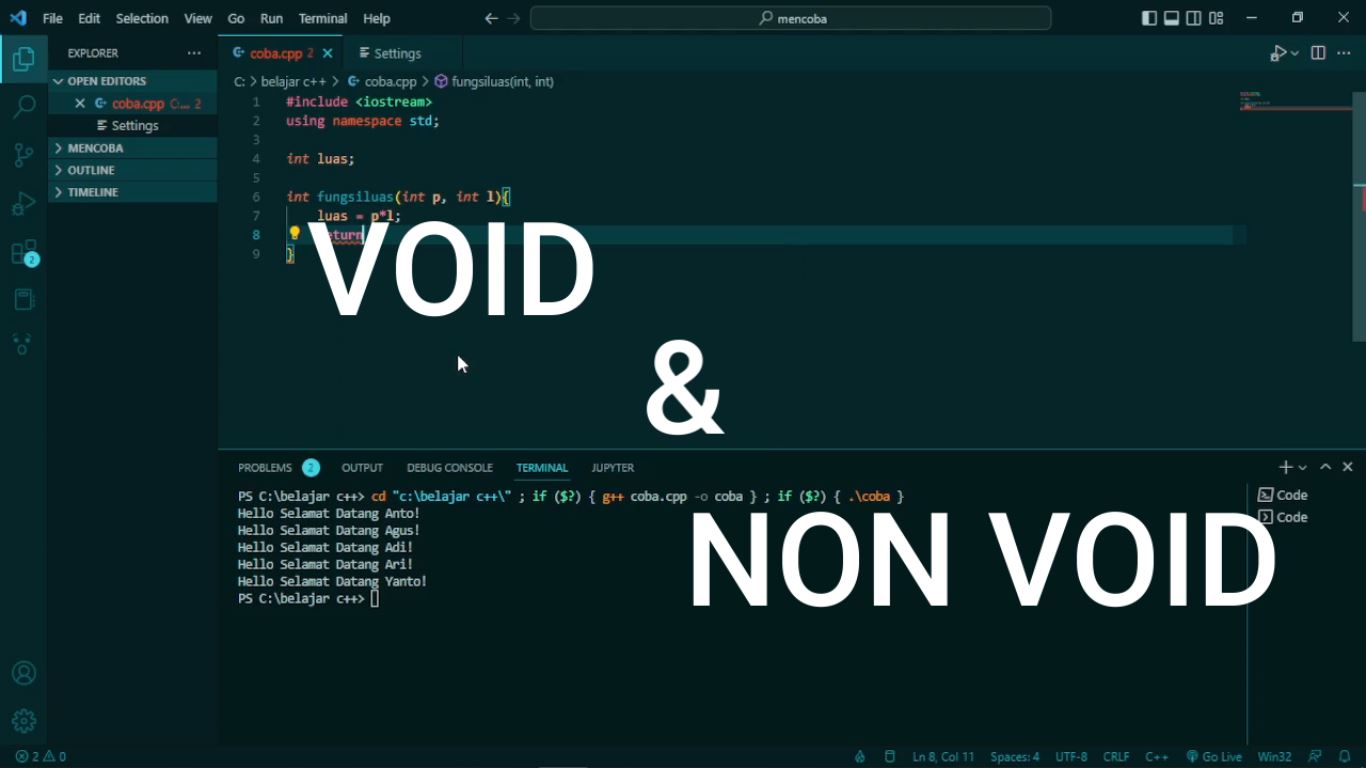 File Edit Selection View Go Run Terminal Help
mencoba
EXPLORER
coba.cpp 2
Settings
OPEN EDITORS
C: > belajar c++ > coba.cpp > fungsiluas(int, int)
coba.cpp C:... 2
Settings
MENCOBA
OUTLINE
TIMELINE
1 #include <iostream>
2 using namespace std;
3
4 int luas;
5
6 int fungsiluas(int p, int l){
7 luas = p*l;
8 return
9 }
VOID
&
NON VOID
2
PROBLEMS 2 OUTPUT DEBUG CONSOLE TERMINAL JUPYTER
PS C:\belajar c++> cd "c:\belajar c++\" ; if ($?) { g++ coba.cpp -o coba } ; if ($?) { .\coba }
Hello Selamat Datang Anto!
Hello Selamat Datang Agus!
Hello Selamat Datang Adi!
Hello Selamat Datang Ari!
Hello Selamat Datang Yanto!
PS C:\belajar c++>
Code
Code
2 0
Ln 8, Col 11 Spaces: 4 UTF-8 CRLF C++ Go Live Win32